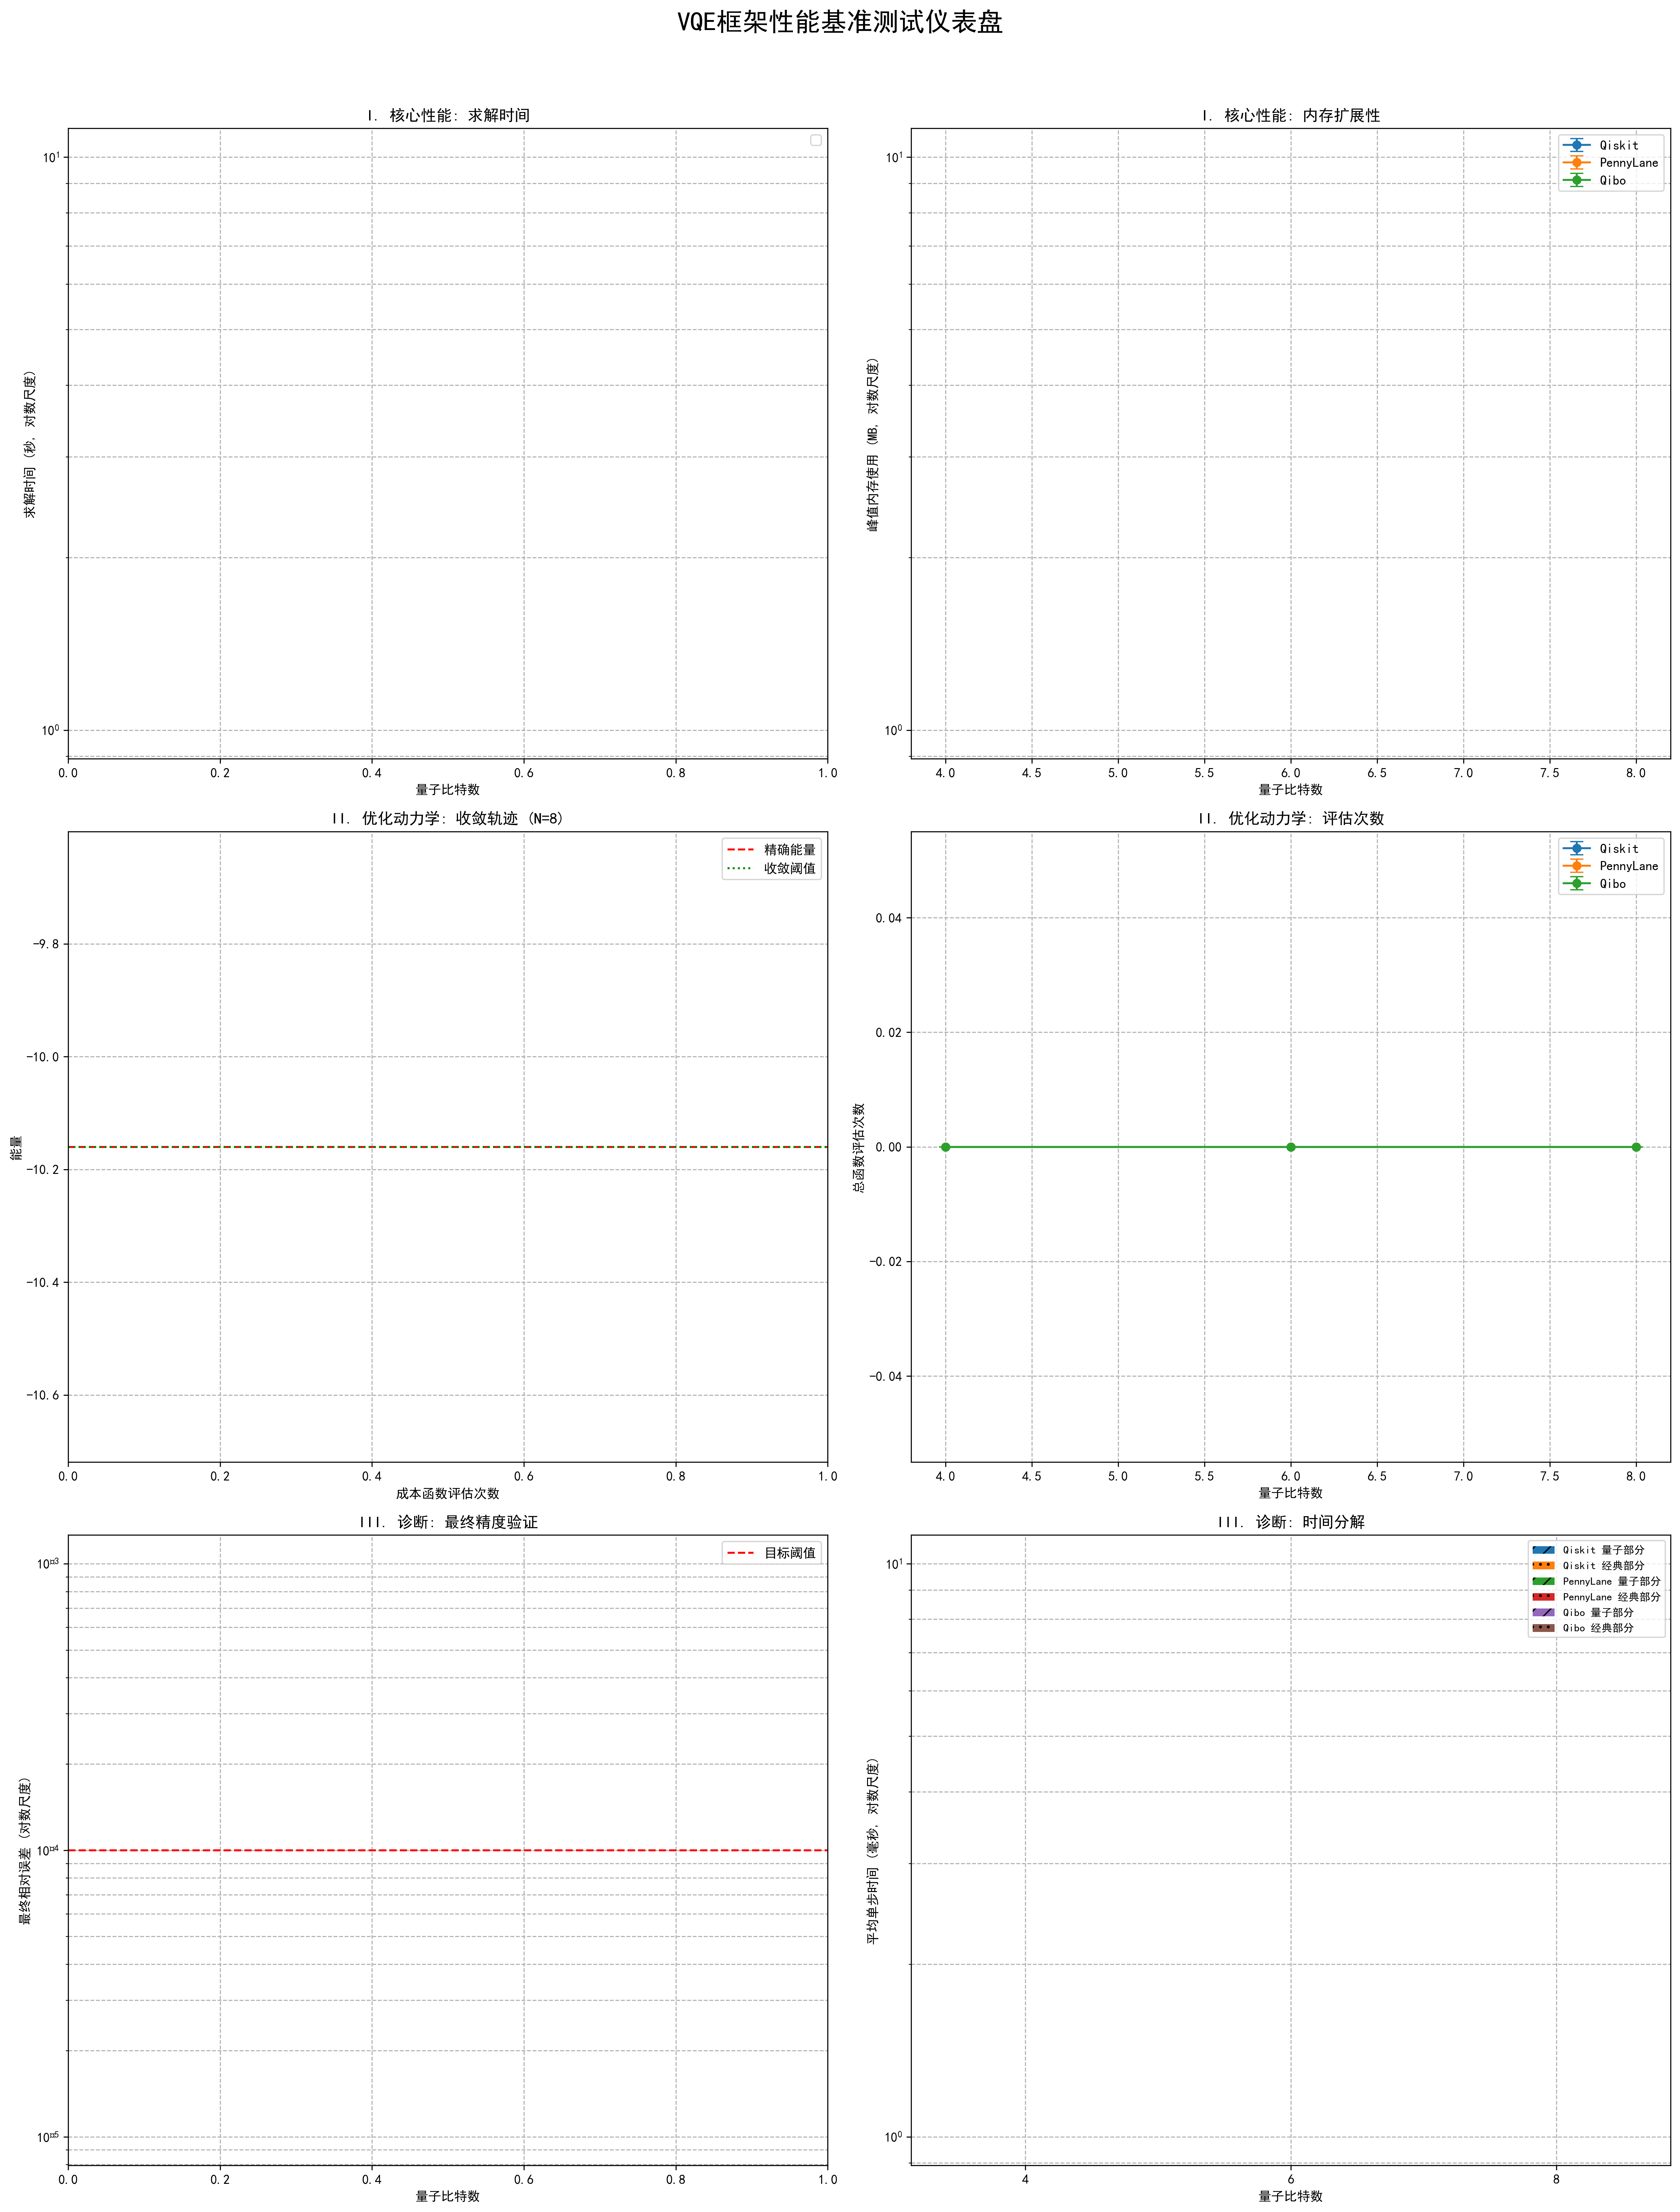 VQE框架性能基准测试仪表盘
I. 核心性能: 求解时间
求解时间 (秒, 对数尺度)
10¹
10⁰
0.0 0.2 0.4 0.6 0.8 1.0
量子比特数
I. 核心性能: 内存扩展性
Qiskit
PennyLane
Qibo
峰值内存使用 (MB, 对数尺度)
10¹
10⁰
4.0 4.5 5.0 5.5 6.0 6.5 7.0 7.5 8.0
量子比特数
II. 优化动力学: 收敛轨迹 (N=8)
精确能量
收敛阈值
能量
−9.8
−10.0
−10.2
−10.4
−10.6
0.0 0.2 0.4 0.6 0.8 1.0
成本函数评估次数
II. 优化动力学: 评估次数
Qiskit
PennyLane
Qibo
总函数评估次数
0.04
0.02
0.00
−0.02
−0.04
4.0 4.5 5.0 5.5 6.0 6.5 7.0 7.5 8.0
量子比特数
III. 诊断: 最终精度验证
目标阈值
最终相对误差 (对数尺度)
10¤3
10¤4
10¤5
0.0 0.2 0.4 0.6 0.8 1.0
量子比特数
III. 诊断: 时间分解
Qiskit 量子部分
Qiskit 经典部分
PennyLane 量子部分
PennyLane 经典部分
Qibo 量子部分
Qibo 经典部分
平均单步时间 (毫秒, 对数尺度)
10¹
10⁰
4 6 8
量子比特数